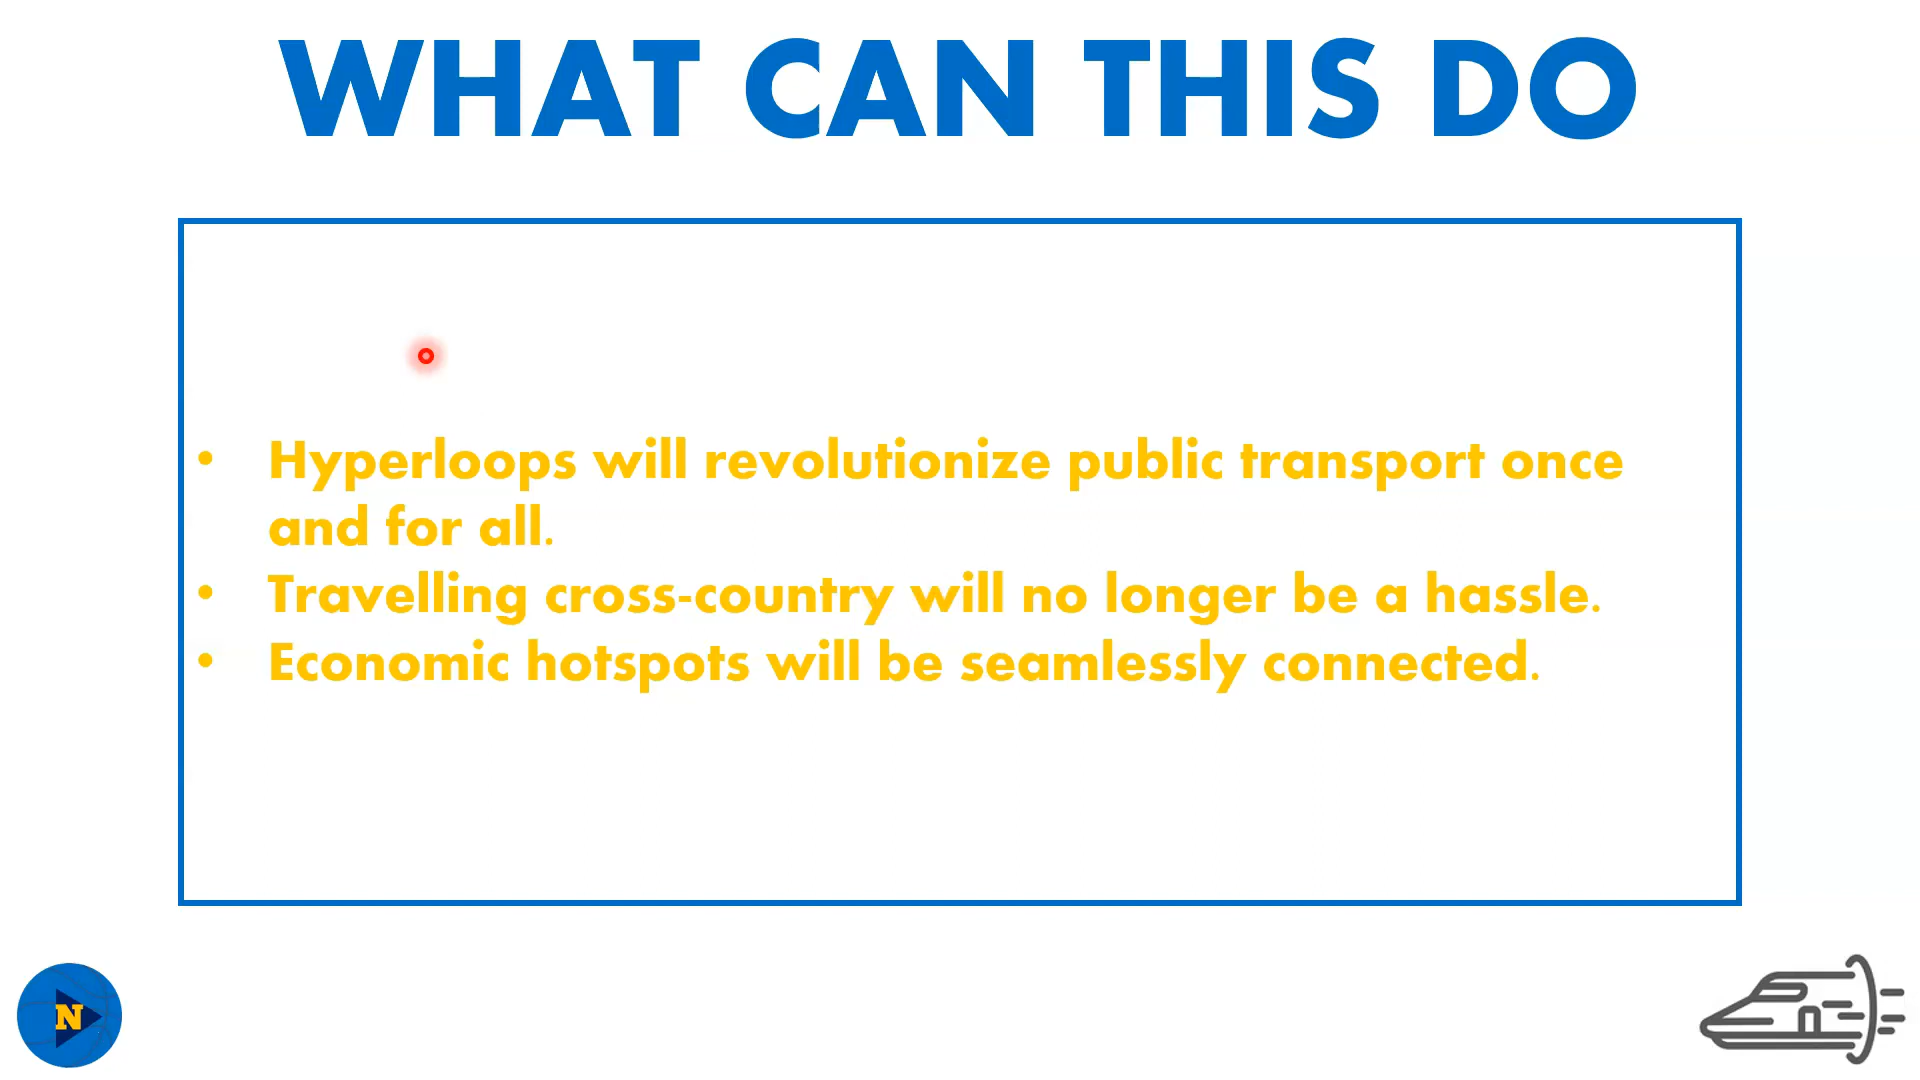 WHAT CAN THIS DO
• Hyperloops will revolutionize public transport once
and for all.
• Travelling cross-country will no longer be a hassle.
• Economic hotspots will be seamlessly connected.
N